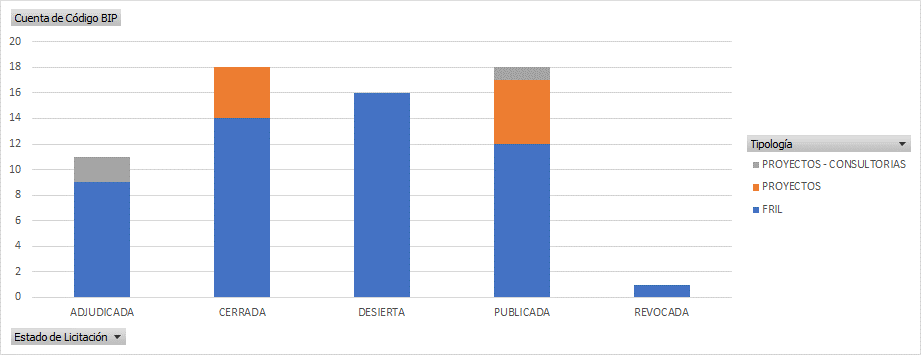 Cuenta de Código BIP
20
18
16
14
12
10
8
6
4
2
0
ADJUDICADA CERRADA DESIERTA PUBLICADA REVOCADA
Estado de Licitación
Tipología
PROYECTOS - CONSULTORIAS
PROYECTOS
FRIL